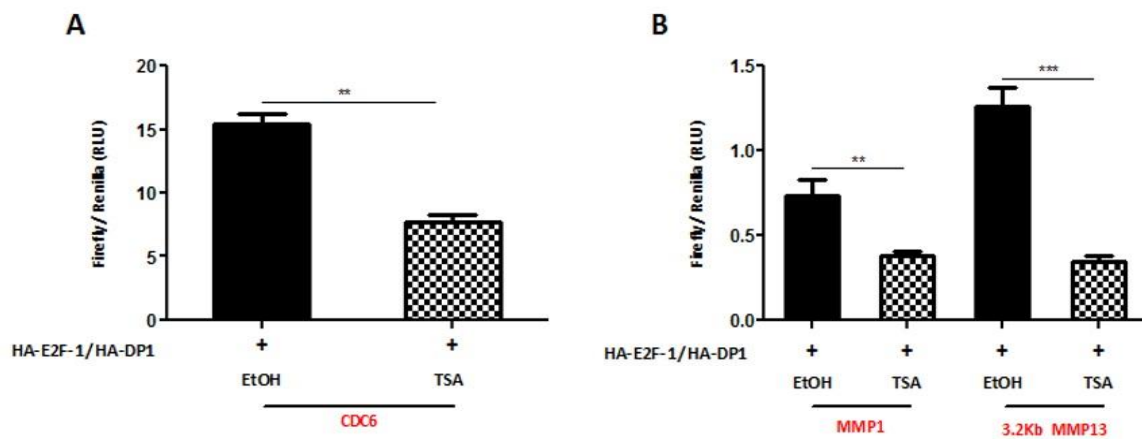 A
B
Firefly/ Renilla (RLU)
20
15
10
5
0
**
HA-E2F-1/HA-DP1
+
+
EtOH
TSA
CDC6
Firefly/ Renilla (RLU)
1.5
1.0
0.5
0.0
**
***
HA-E2F-1/HA-DP1
+
+
+
+
EtOH
TSA
EtOH
TSA
MMP1
3.2Kb MMP13